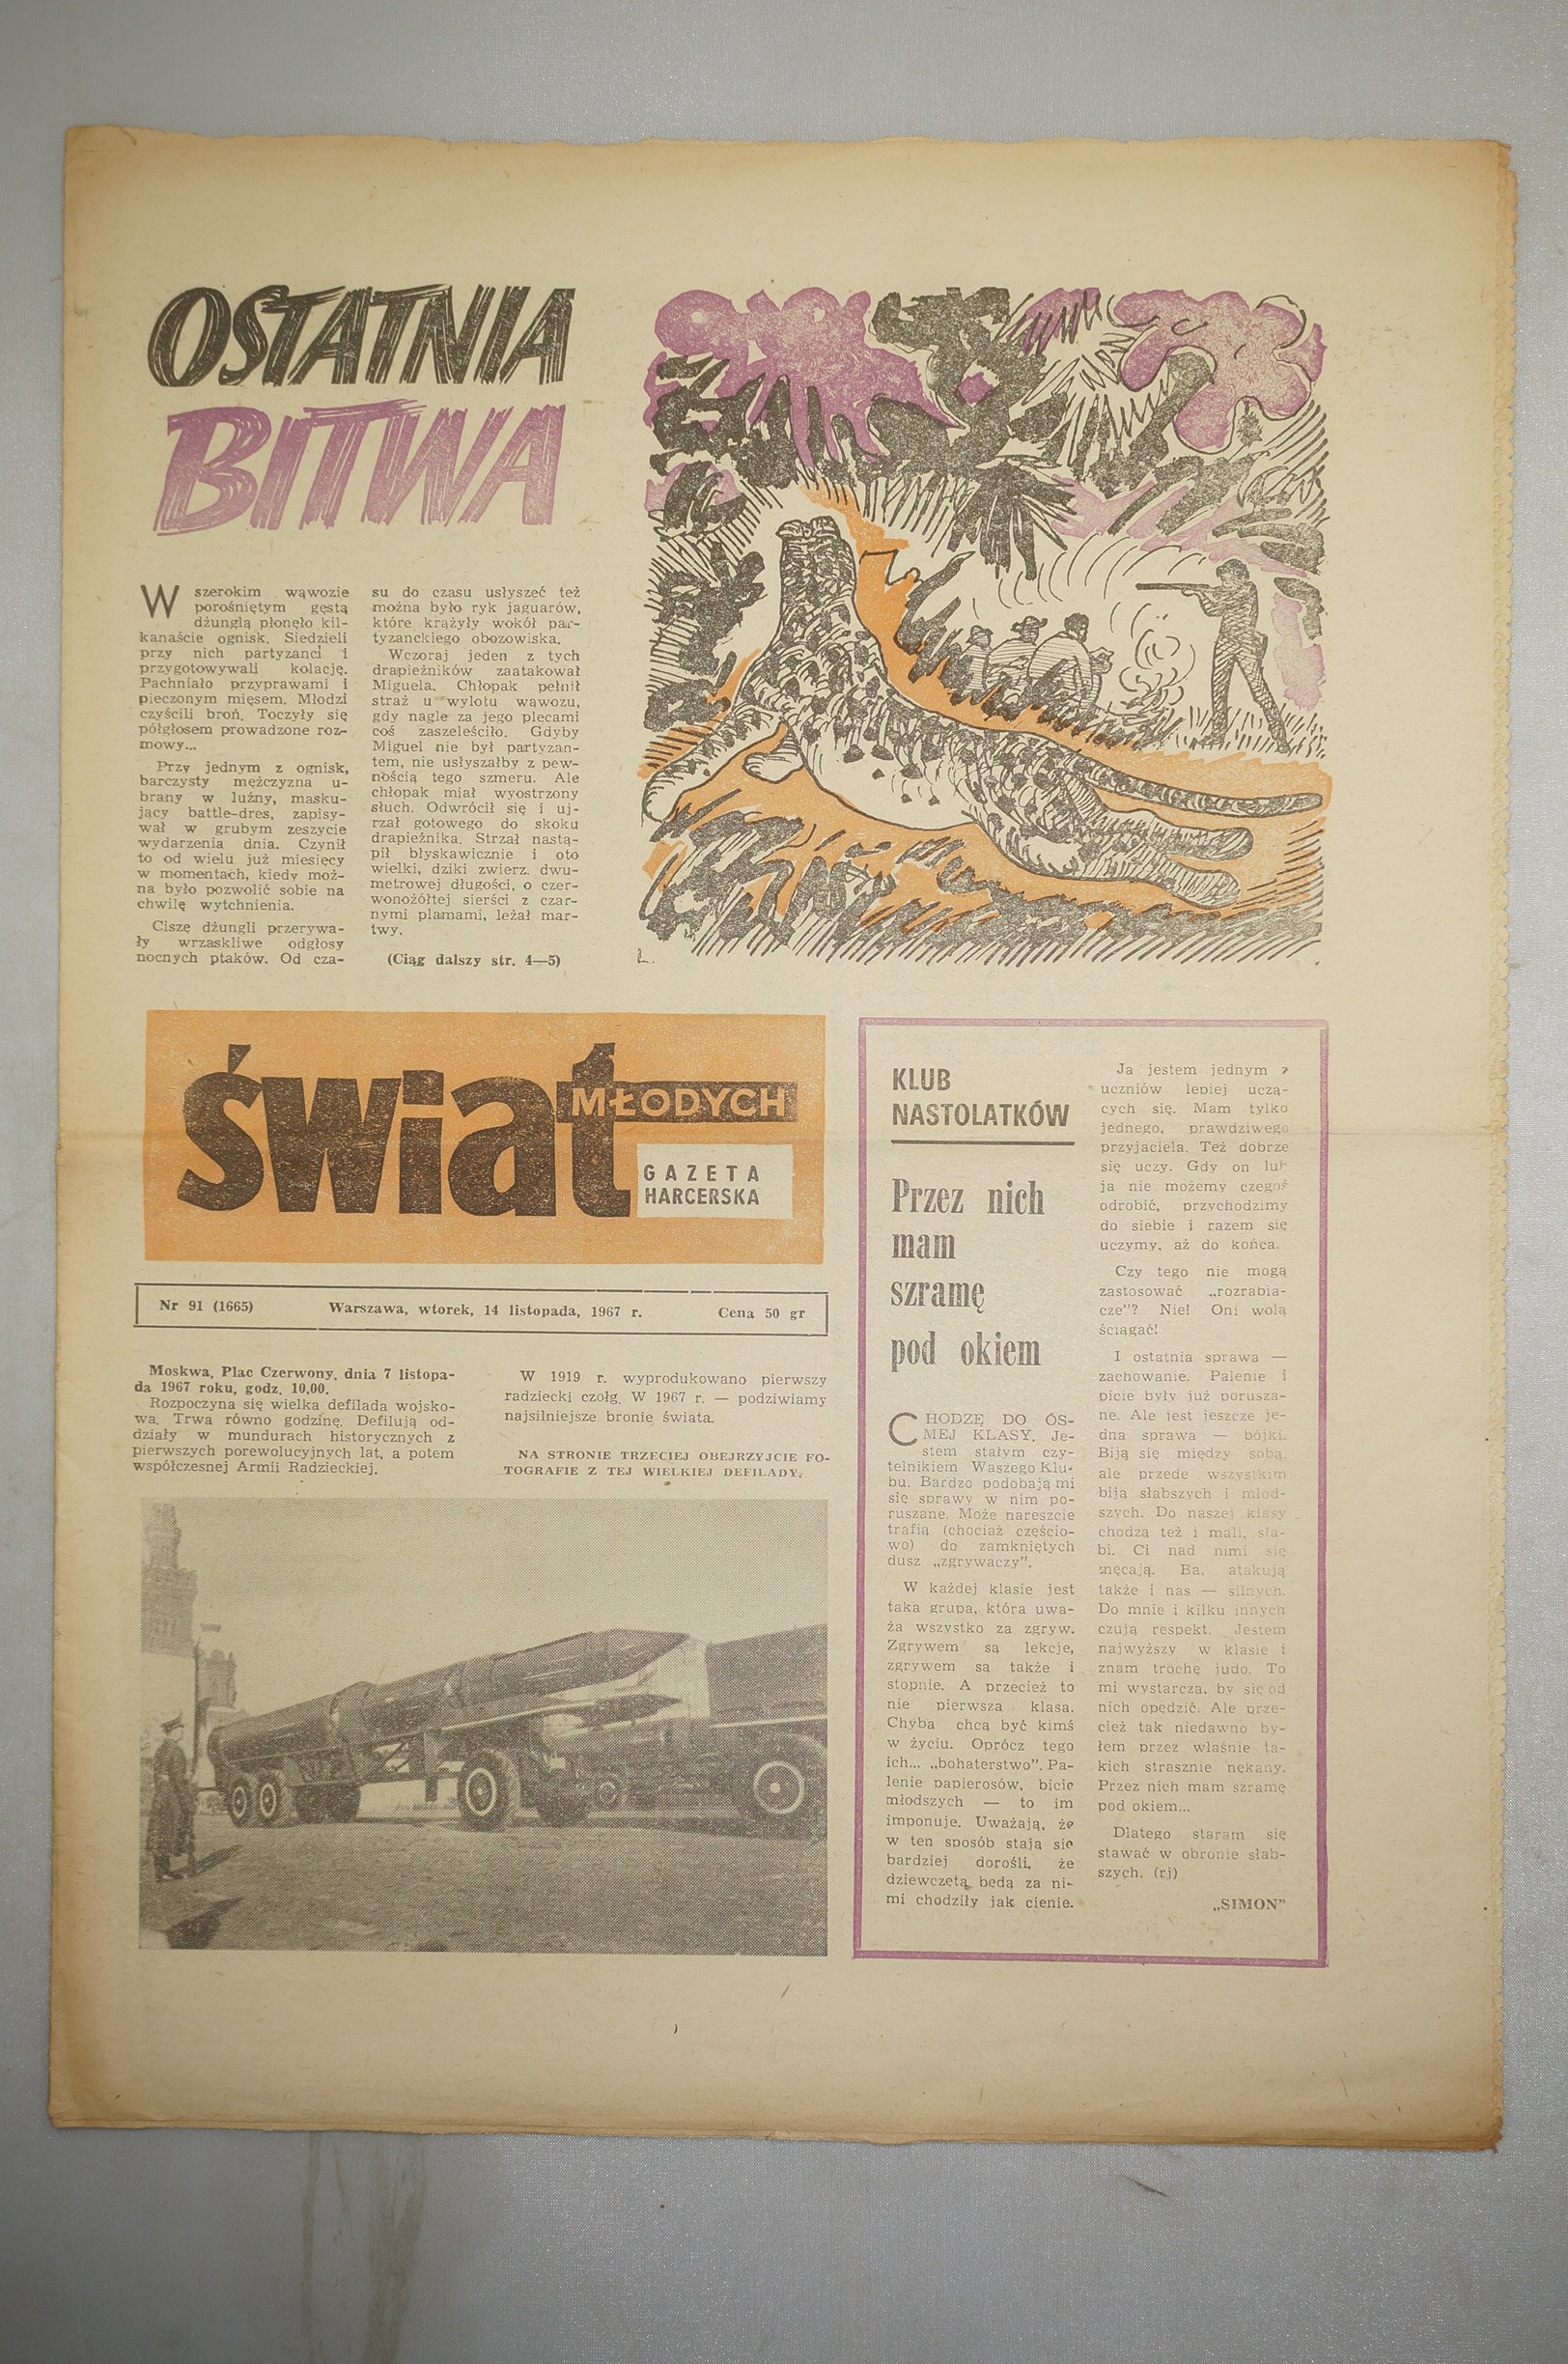 OSTATNIA
BITWA
W szerokim wąwozie
porośniętym gęstą
dżunglą płonęło kil-
kanaście ognisk. Siedzieli
przy nich partyzanci i
przygotowywali kolację.
Pachniało przyprawami i
pieczonym mięsem. Młodzi
czyścili broń. Toczyły się
półgłosem prowadzone roz-
mowy...
Przy jednym z ognisk,
barczysty mężczyzna u-
brany w luźny, masku-
jący battle-dres, zapisy-
wał w grubym zeszycie
wydarzenia dnia. Czynił
to od wielu już miesięcy
w momentach, kiedy moż-
na było pozwolić sobie na
chwilę wytchnienia.
Ciszę dżungli przerywa-
ły wrzaskliwe odgłosy
nocnych ptaków. Od cza-
su do czasu usłyszeć też
można było ryk jaguarów,
które krążyły wokół par-
tyzanckiego obozowiska.
Wczoraj jeden z tych
drapieżników zaatakował
Miguela. Chłopak pełnił
straż u wylotu wąwozu,
gdy nagle za jego plecami
coś zaszeleściło. Gdyby
Miguel nie był partyzan-
tem, nie usłyszałby z pew-
nością tego szmeru. Ale
chłopak miał wyostrzony
słuch. Odwrócił się i uj-
rzał gotowego do skoku
drapieżnika. Strzał nastą-
pił błyskawicznie i oto
wielki, dziki zwierz, dwu-
metrowej długości, o czer-
wonożółtej sierści z czar-
nymi plamami, leżał mar-
twy.
(Ciąg dalszy str. 4—5)
świat
MŁODYCH
GAZETA
HARCERSKA
Nr 91 (1665) Warszawa, wtorek, 14 listopada, 1967 r. Cena 50 gr
Moskwa, Plac Czerwony, dnia 7 listopa-
da 1967 roku, godz. 10,00.
Rozpoczyna się wielka defilada wojsko-
wa. Trwa równo godzinę. Defilują od-
działy w mundurach historycznych z
pierwszych porewolucyjnych lat, a potem
współczesnej Armii Radzieckiej.
W 1919 r. wyprodukowano pierwszy
radziecki czołg. W 1967 r. — podziwiamy
najsilniejsze bronie świata.
NA STRONIE TRZECIEJ OBEJRZYJCIE FO-
TOGRAFIE Z TEJ WIELKIEJ DEFILADY.
KLUB
NASTOLATKÓW
Przez nich
mam
szramę
pod okiem
CHODZĘ DO ÓS-
MEJ KLASY. Je-
stem stałym czy-
telnikiem Waszego Klu-
bu. Bardzo podobają mi
się sprawy w nim po-
ruszane. Może nareszcie
trafią (chociaż częścio-
wo) do zamkniętych
dusz „zgrywaczy”.
W każdej klasie jest
taka grupa, która uwa-
ża wszystko za zgryw.
Zgrywem są lekcje,
zgrywem są także i
stopnie. A przecież to
nie pierwsza klasa.
Chyba chcą być kimś
w życiu. Oprócz tego
ich... „bohaterstwo”. Pa-
lenie papierosów, bicie
młodszych — to im
imponuje. Uważają, że
w ten sposób stają się
bardziej dorośli, że
dziewczęta będą za ni-
mi chodziły jak cienie.
Ja jestem jednym z
uczniów lepiej uczą-
cych się. Mam tylko
jednego, prawdziwego
przyjaciela. Też dobrze
się uczy. Gdy on lub
ja nie możemy czegoś
odrobić, przychodzimy
do siebie i razem się
uczymy, aż do końca.
Czy tego nie mogą
zastosować „rozrabia-
cze”? Nie! Oni wolą
ściągać!
I ostatnia sprawa —
zachowanie. Palenie i
picie były już porusza-
ne. Ale jest jeszcze je-
dna sprawa — bójki.
Biją się między sobą,
ale przede wszystkim
biją słabszych i młod-
szych. Do naszej klasy
chodzą też i mali, sła-
bi. Ci nad nimi się
znęcają. Ba, atakują
także i nas — silnych.
Do mnie i kilku innych
czują respekt. Jestem
najwyższy w klasie i
znam trochę judo. To
mi wystarcza, by się od
nich opędzić. Ale prze-
cież tak niedawno by-
łem przez właśnie ta-
kich strasznie nękany.
Przez nich mam szramę
pod okiem...
Dlatego staram się
stawać w obronie słab-
szych. (rj)
„SIMON”